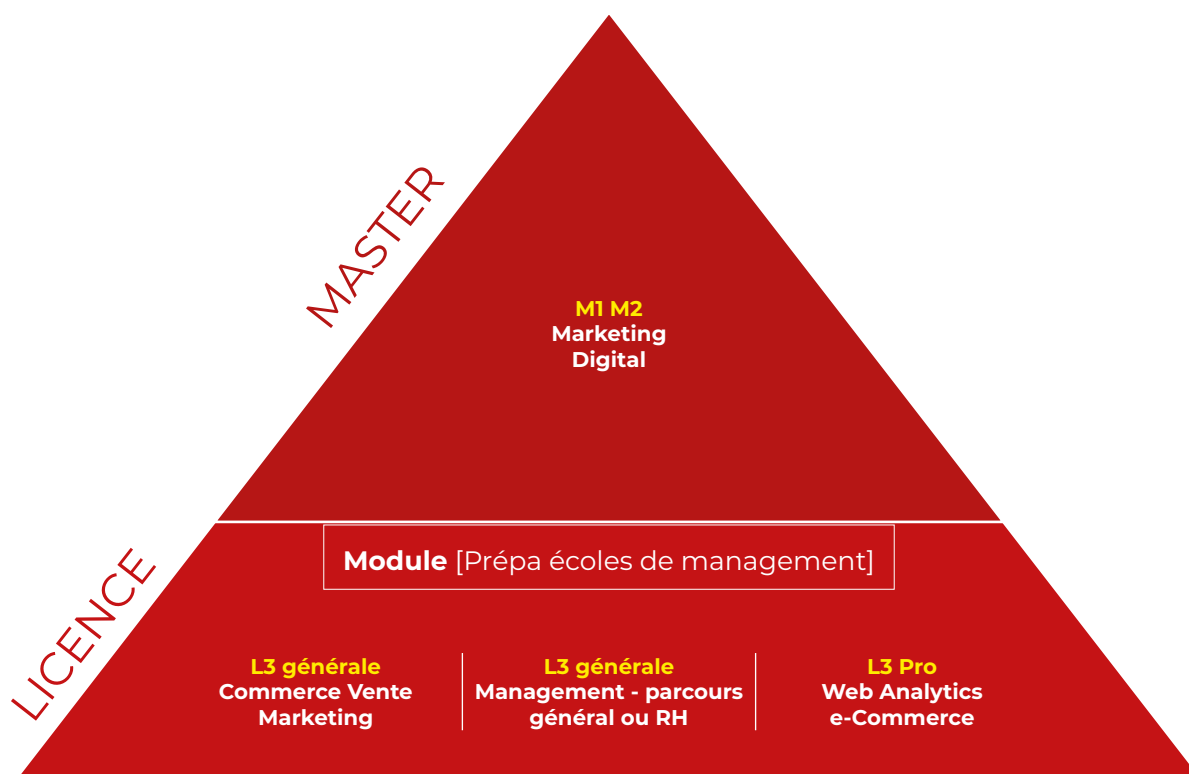 MASTER
M1 M2
Marketing
Digital
LICENCE
Module [Prépa écoles de management]
L3 générale
Commerce Vente
Marketing
L3 générale
Management - parcours
général ou RH
L3 Pro
Web Analytics
e-Commerce